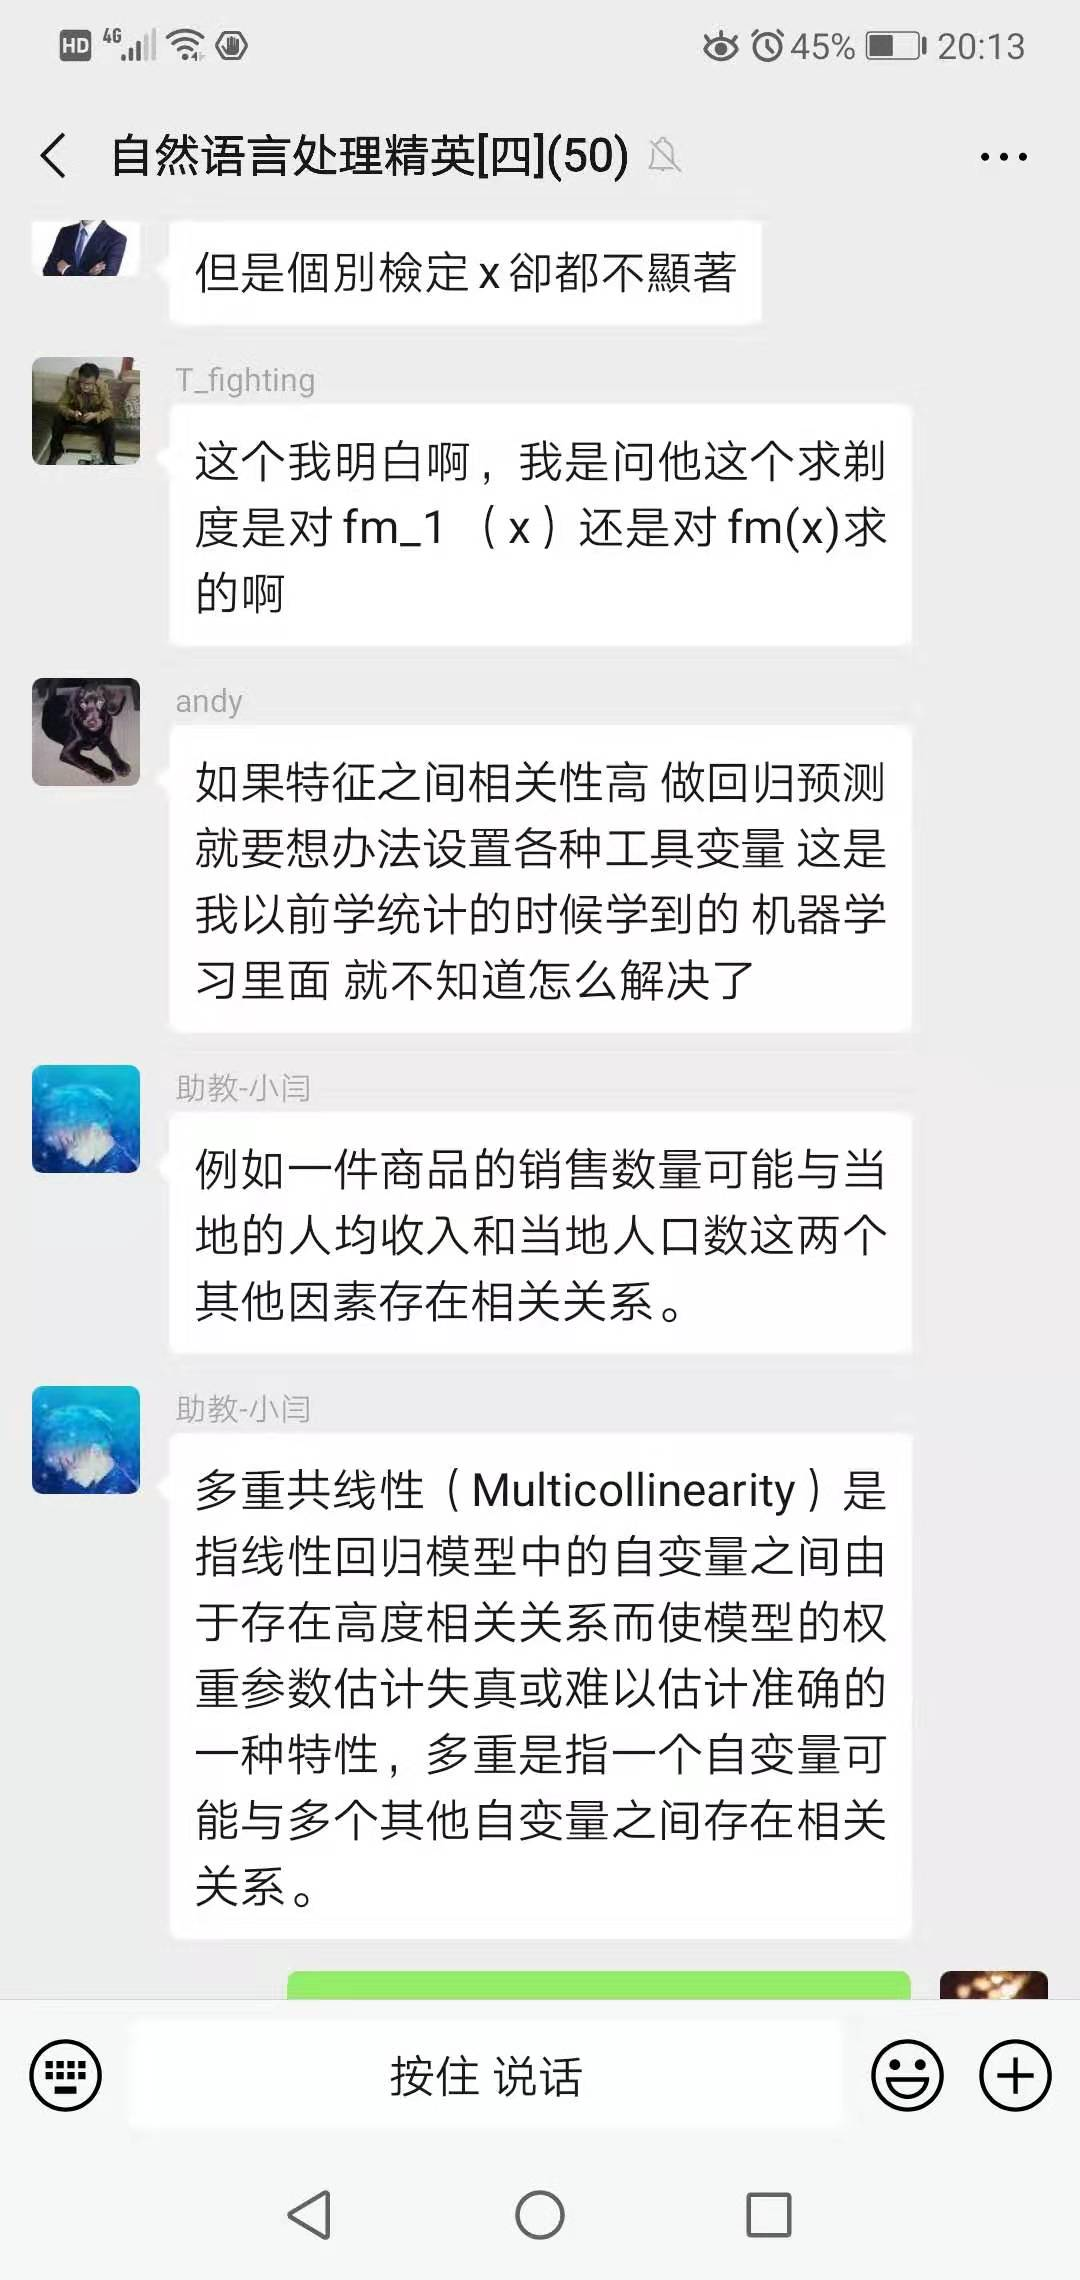 HD 4G 45% 20:13
自然语言处理精英[四](50)
但是個別檢定x卻都不顯著
T_fighting
这个我明白啊，我是问他这个求剃
度是对fm_1（x）还是对fm(x)求
的啊
andy
如果特征之间相关性高 做回归预测
就要想办法设置各种工具变量 这是
我以前学统计的时候学到的 机器学
习里面 就不知道怎么解决了
助教-小闫
例如一件商品的销售数量可能与当
地的人均收入和当地人口数这两个
其他因素存在相关关系。
助教-小闫
多重共线性（Multicollinearity）是
指线性回归模型中的自变量之间由
于存在高度相关关系而使模型的权
重参数估计失真或难以估计准确的
一种特性，多重是指一个自变量可
能与多个其他自变量之间存在相关
关系。
按住 说话